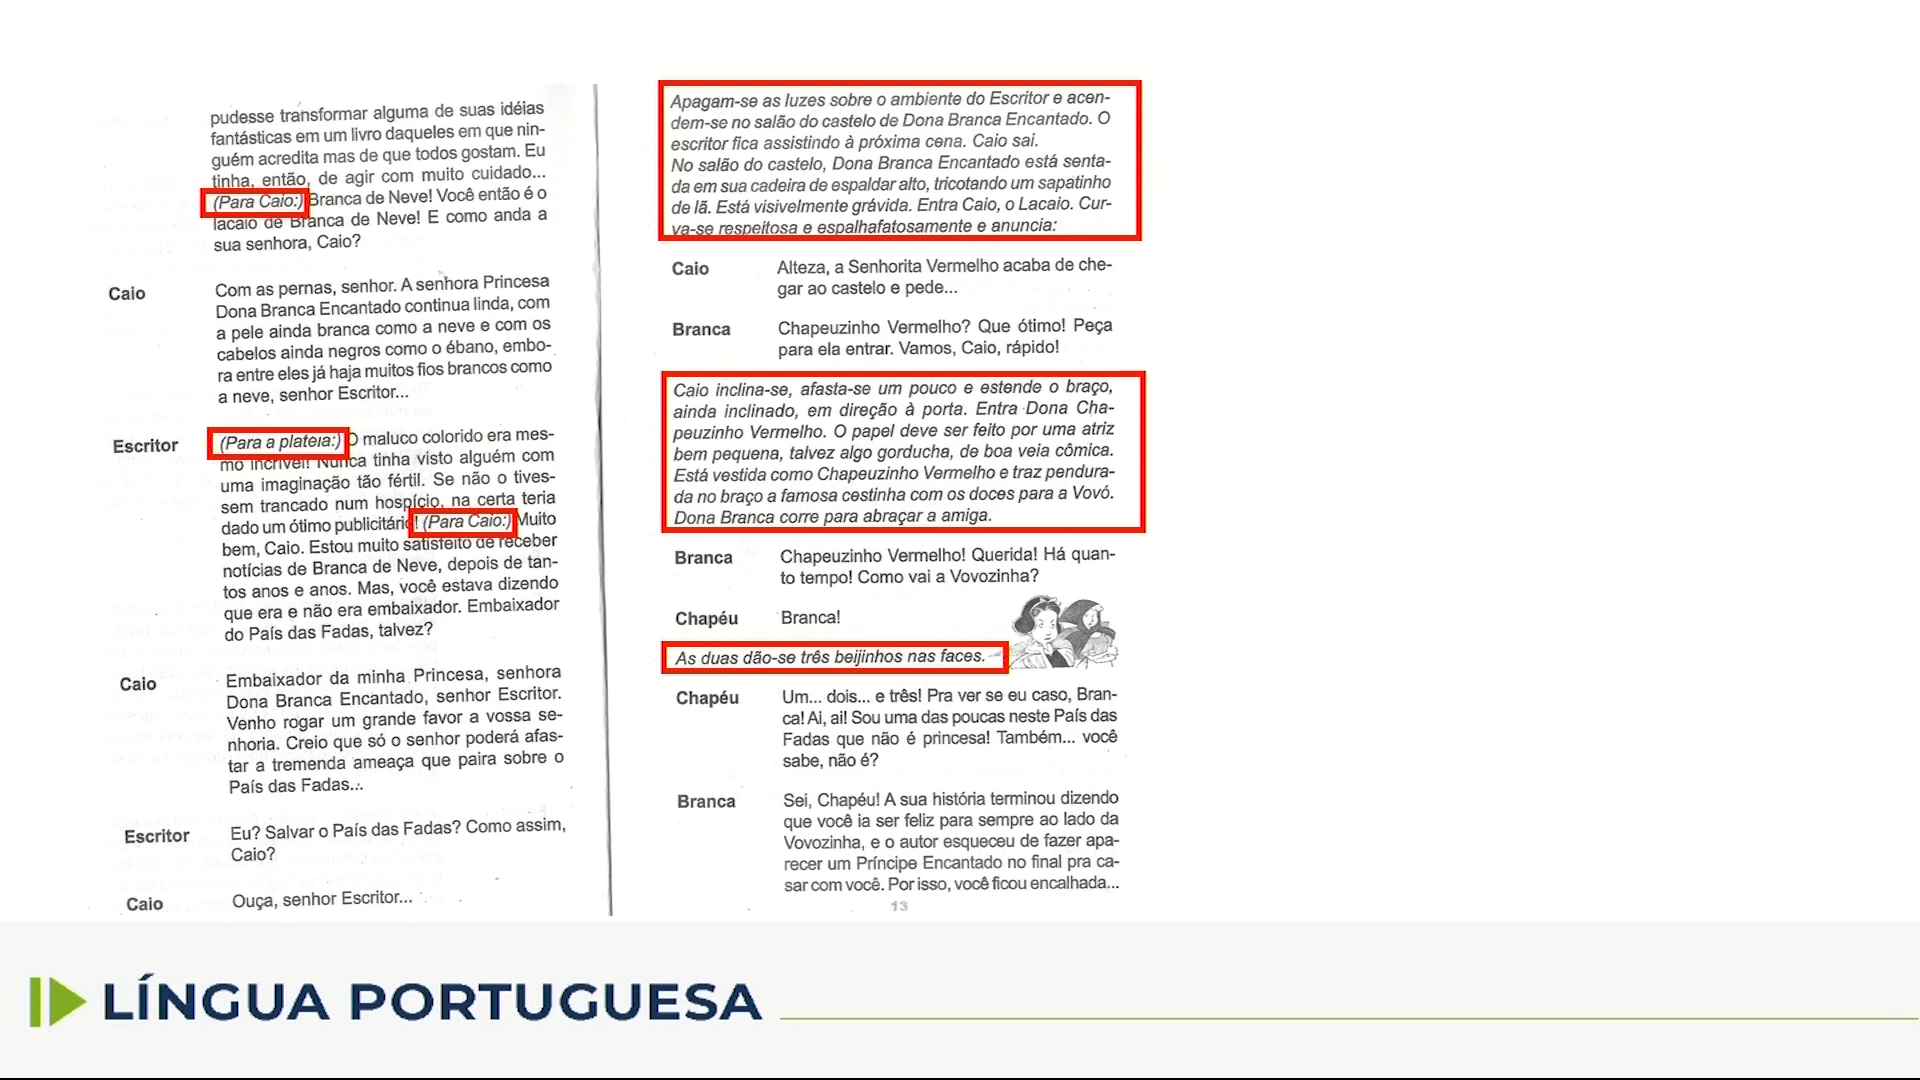 pudesse transformar alguma de suas idéias
fantásticas em um livro daqueles em que nin-
guém acredita mas de que todos gostam. Eu
tinha, então, de agir com muito cuidado...
(Para Caio:) Branca de Neve! Você então é o
lacaio de Branca de Neve! E como anda a
sua senhora, Caio?
Caio Com as pernas, senhor. A senhora Princesa
Dona Branca Encantado continua linda, com
a pele ainda branca como a neve e com os
cabelos ainda negros como o ébano, embo-
ra entre eles já haja muitos fios brancos como
a neve, senhor Escritor...
Escritor (Para a plateia:) O maluco colorido era mes-
mo incrível! Nunca tinha visto alguém com
uma imaginação tão fértil. Se não o tives-
sem trancado num hospício, na certa teria
dado um ótimo publicitário! (Para Caio:) Muito
bem, Caio. Estou muito satisfeito de receber
notícias de Branca de Neve, depois de tan-
tos anos e anos. Mas, você estava dizendo
que era e não era embaixador. Embaixador
do País das Fadas, talvez?
Caio Embaixador da minha Princesa, senhora
Dona Branca Encantado, senhor Escritor.
Venho rogar um grande favor a vossa se-
nhoria. Creio que só o senhor poderá afas-
tar a tremenda ameaça que paira sobre o
País das Fadas...
Escritor Eu? Salvar o País das Fadas? Como assim,
Caio?
Caio Ouça, senhor Escritor...
Apagam-se as luzes sobre o ambiente do Escritor e acen-
dem-se no salão do castelo de Dona Branca Encantado. O
escritor fica assistindo à próxima cena. Caio sai.
No salão do castelo, Dona Branca Encantado está senta-
da em sua cadeira de espaldar alto, tricotando um sapatinho
de lã. Está visivelmente grávida. Entra Caio, o Lacaio. Cur-
va-se respeitosa e espalhafatosamente e anuncia:
Caio Alteza, a Senhorita Vermelho acaba de che-
gar ao castelo e pede...
Branca Chapeuzinho Vermelho? Que ótimo! Peça
para ela entrar. Vamos, Caio, rápido!
Caio inclina-se, afasta-se um pouco e estende o braço,
ainda inclinado, em direção à porta. Entra Dona Cha-
peuzinho Vermelho. O papel deve ser feito por uma atriz
bem pequena, talvez algo gorducha, de boa veia cômica.
Está vestida como Chapeuzinho Vermelho e traz pendura-
da no braço a famosa cestinha com os doces para a Vovó.
Dona Branca corre para abraçar a amiga.
Branca Chapeuzinho Vermelho! Querida! Há quan-
to tempo! Como vai a Vovozinha?
Chapéu Branca!
As duas dão-se três beijinhos nas faces.
Chapéu Um... dois... e três! Pra ver se eu caso, Bran-
ca! Ai, ai! Sou uma das poucas neste País das
Fadas que não é princesa! Também... você
sabe, não é?
Branca Sei, Chapéu! A sua história terminou dizendo
que você ia ser feliz para sempre ao lado da
Vovozinha, e o autor esqueceu de fazer apa-
recer um Príncipe Encantado no final pra ca-
sar com você. Por isso, você ficou encalhada...
13
LÍNGUA PORTUGUESA